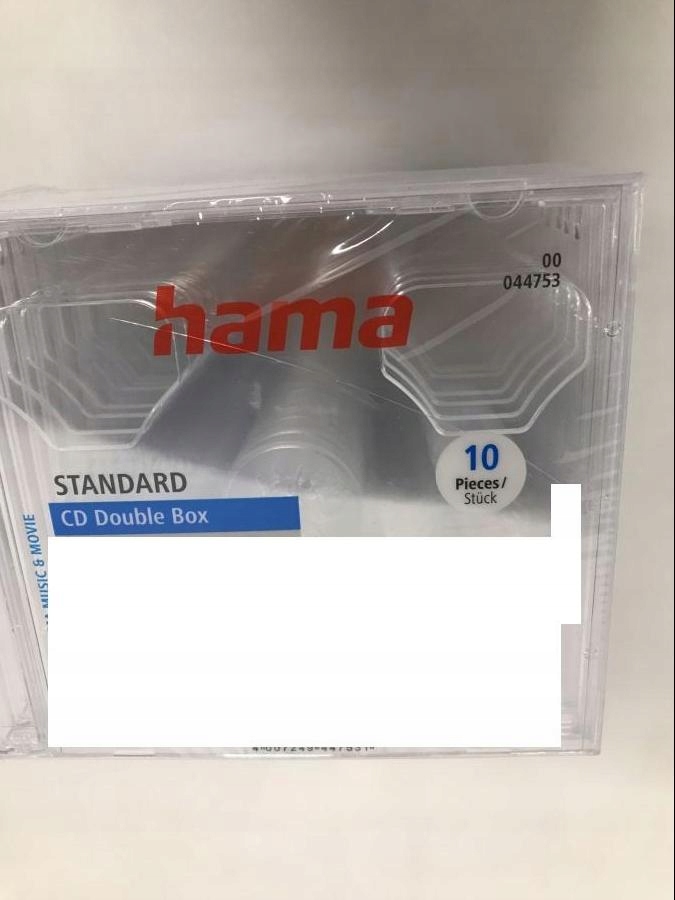 00
044753
hama
10
Pieces/
Stück
STANDARD
CD Double Box
MUSIC & MOVIE